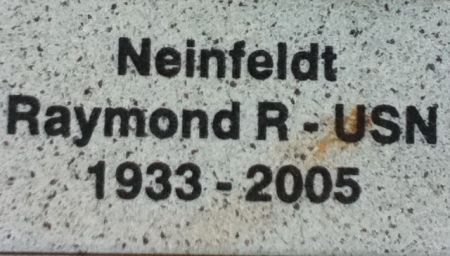 Neinfeldt
Raymond R - USN
1933 - 2005